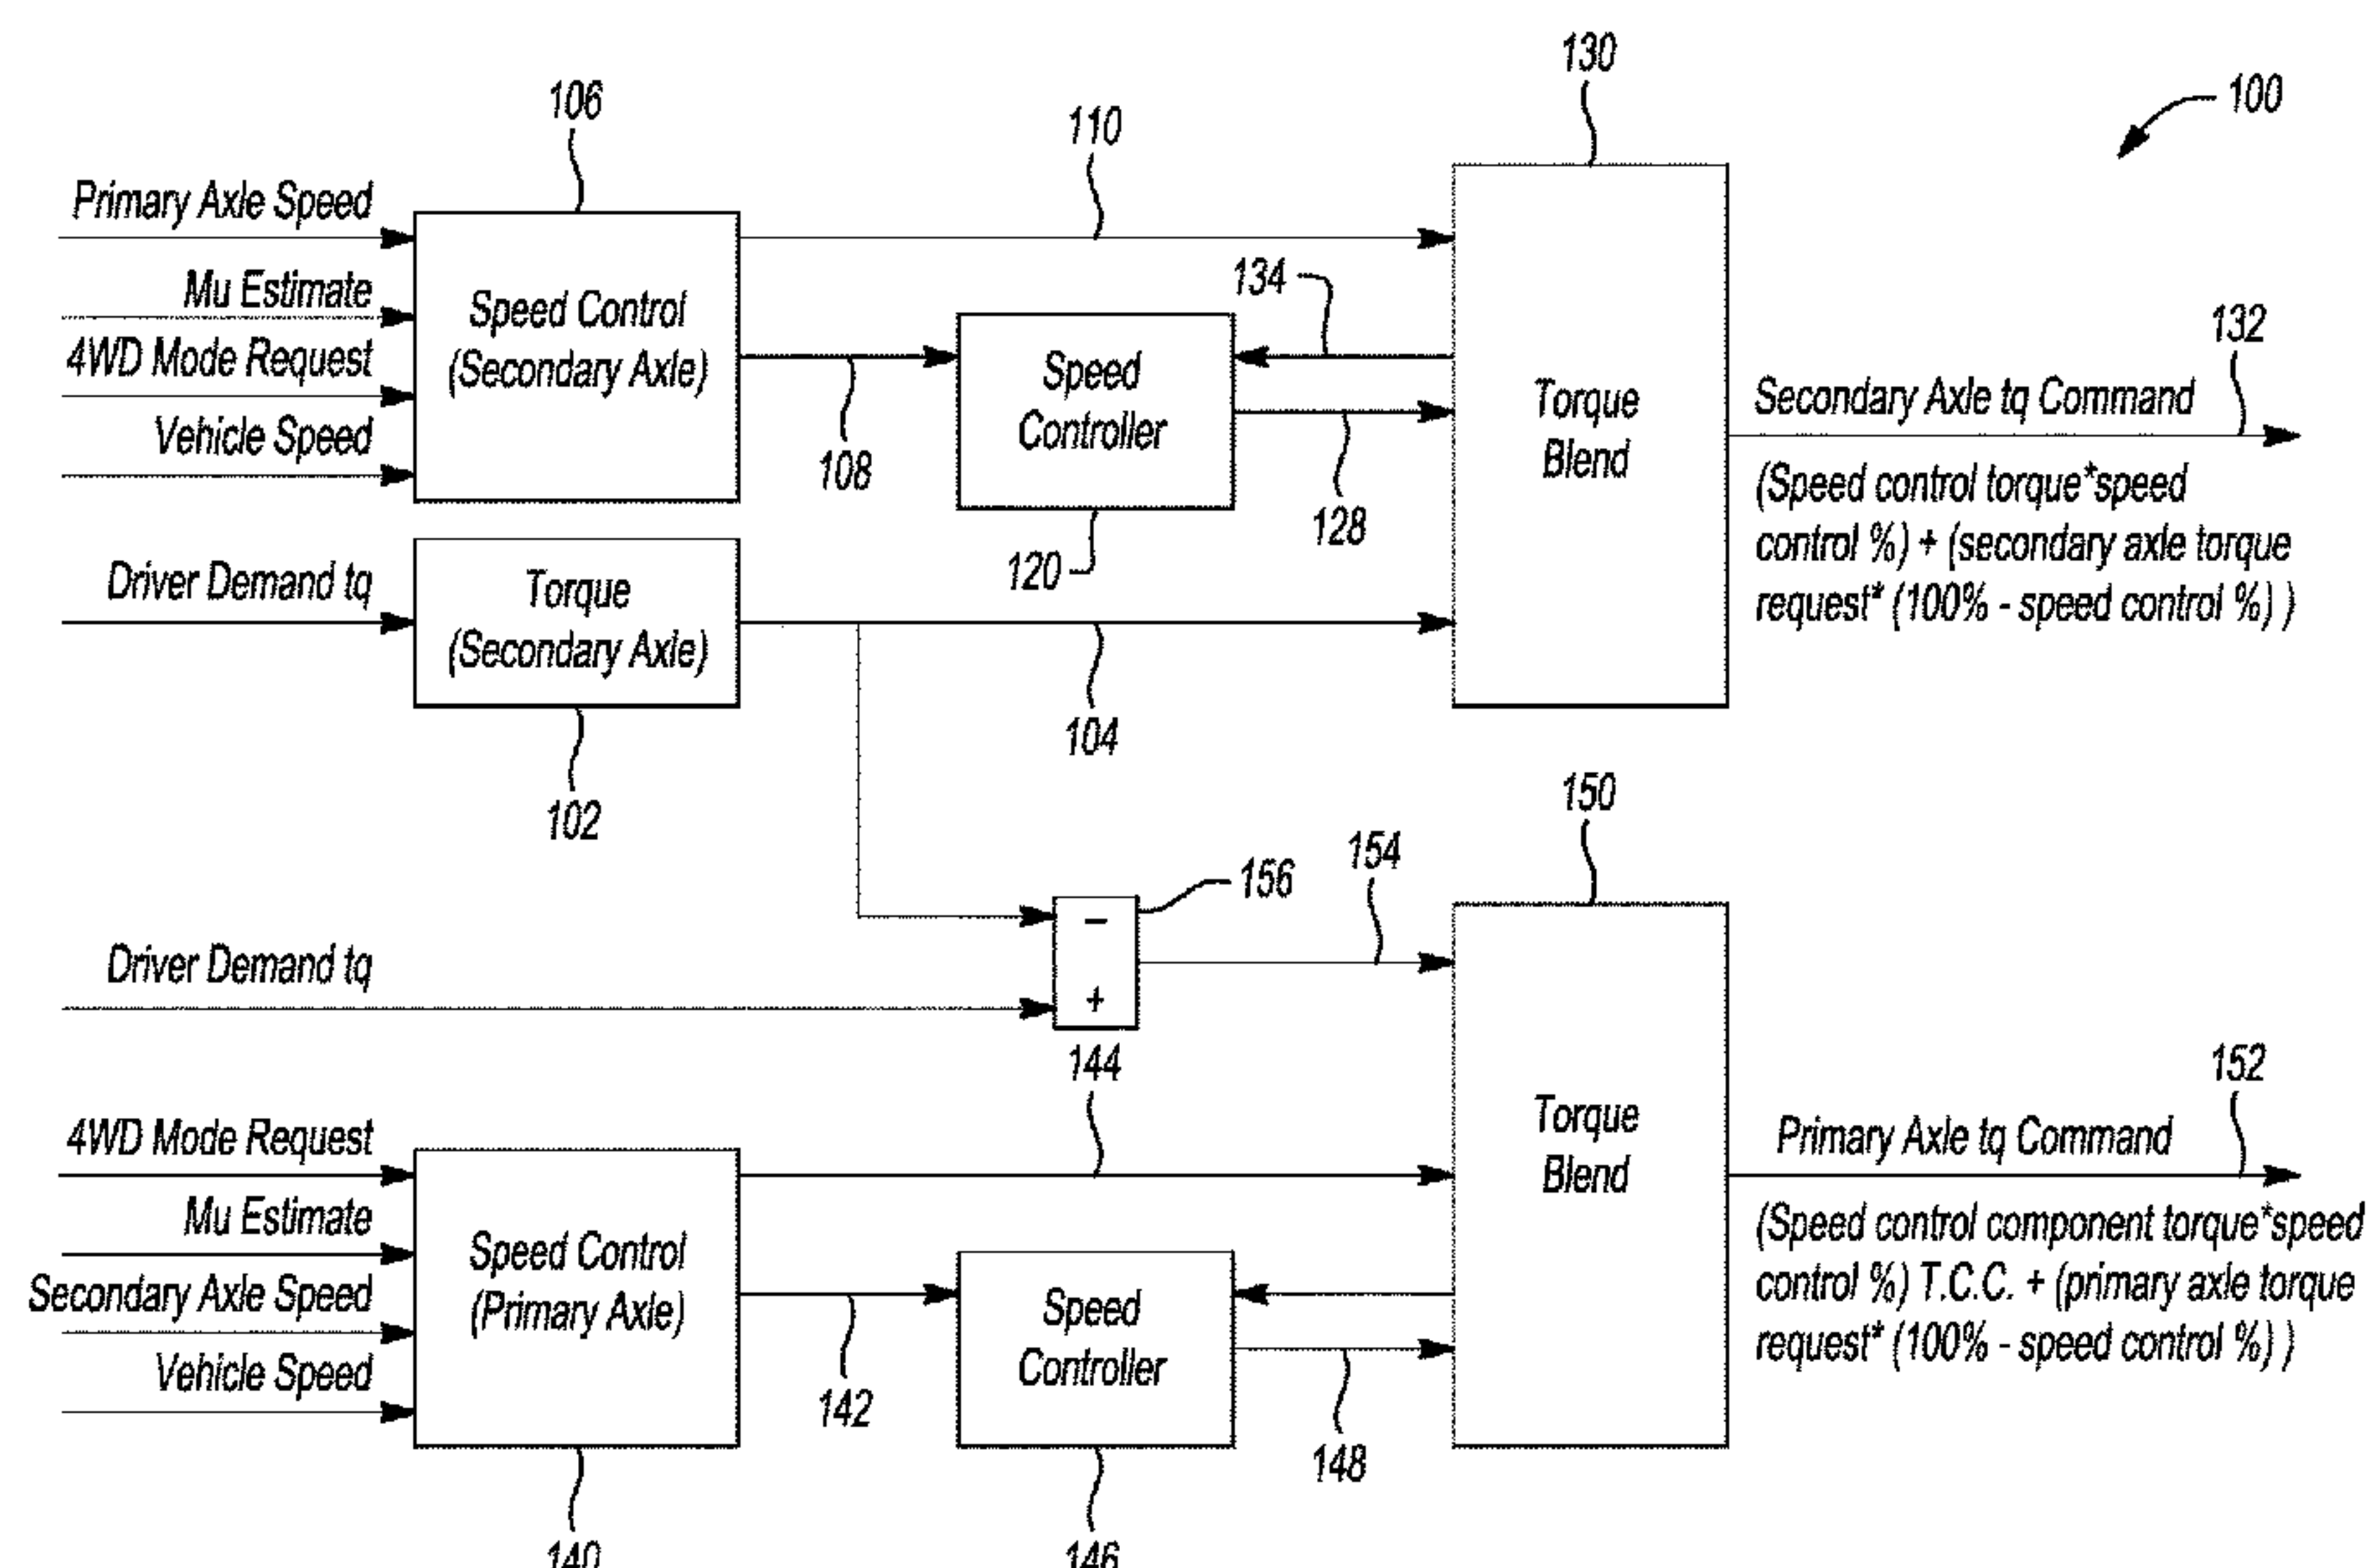 130
100
106
110
Primary Axle Speed
Mu Estimate
4WD Mode Request
Vehicle Speed
Speed Control
(Secondary Axle)
134
Speed
Controller
108
128
120
Torque
Blend
132
Secondary Axle tq Command
(Speed control torque*speed
control %) + (secondary axle torque
request* (100% - speed control %) )
Driver Demand tq
Torque
(Secondary Axle)
104
102
150
154
156
−
+
Driver Demand tq
144
152
4WD Mode Request
Mu Estimate
Secondary Axle Speed
Vehicle Speed
Speed Control
(Primary Axle)
142
Speed
Controller
148
Torque
Blend
Primary Axle tq Command
(Speed control component torque*speed
control %) T.C.C. + (primary axle torque
request* (100% - speed control %) )
140
146